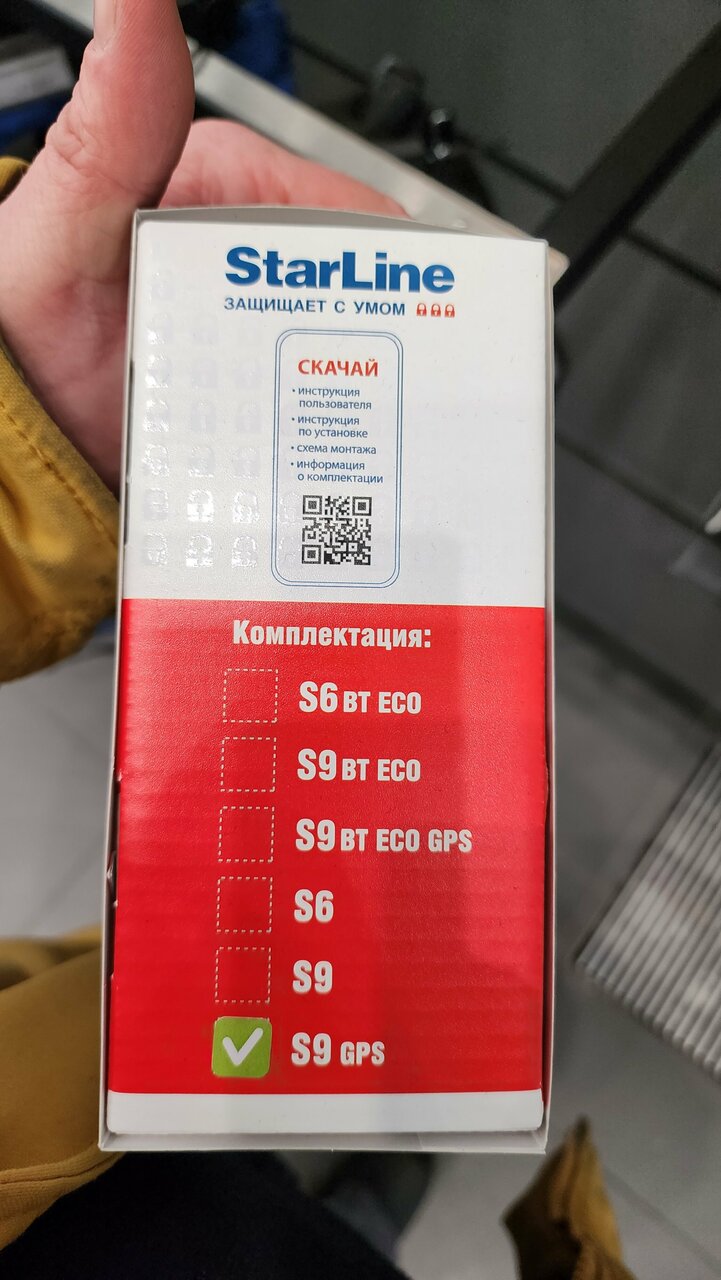 StarLine
ЗАЩИЩАЕТ С УМОМ
СКАЧАЙ
• инструкция
пользователя
• инструкция
по установке
• схема монтажа
• информация
о комплектации
Комплектация:
S6 BT ECO
S9 BT ECO
S9 BT ECO GPS
S6
S9
S9 GPS